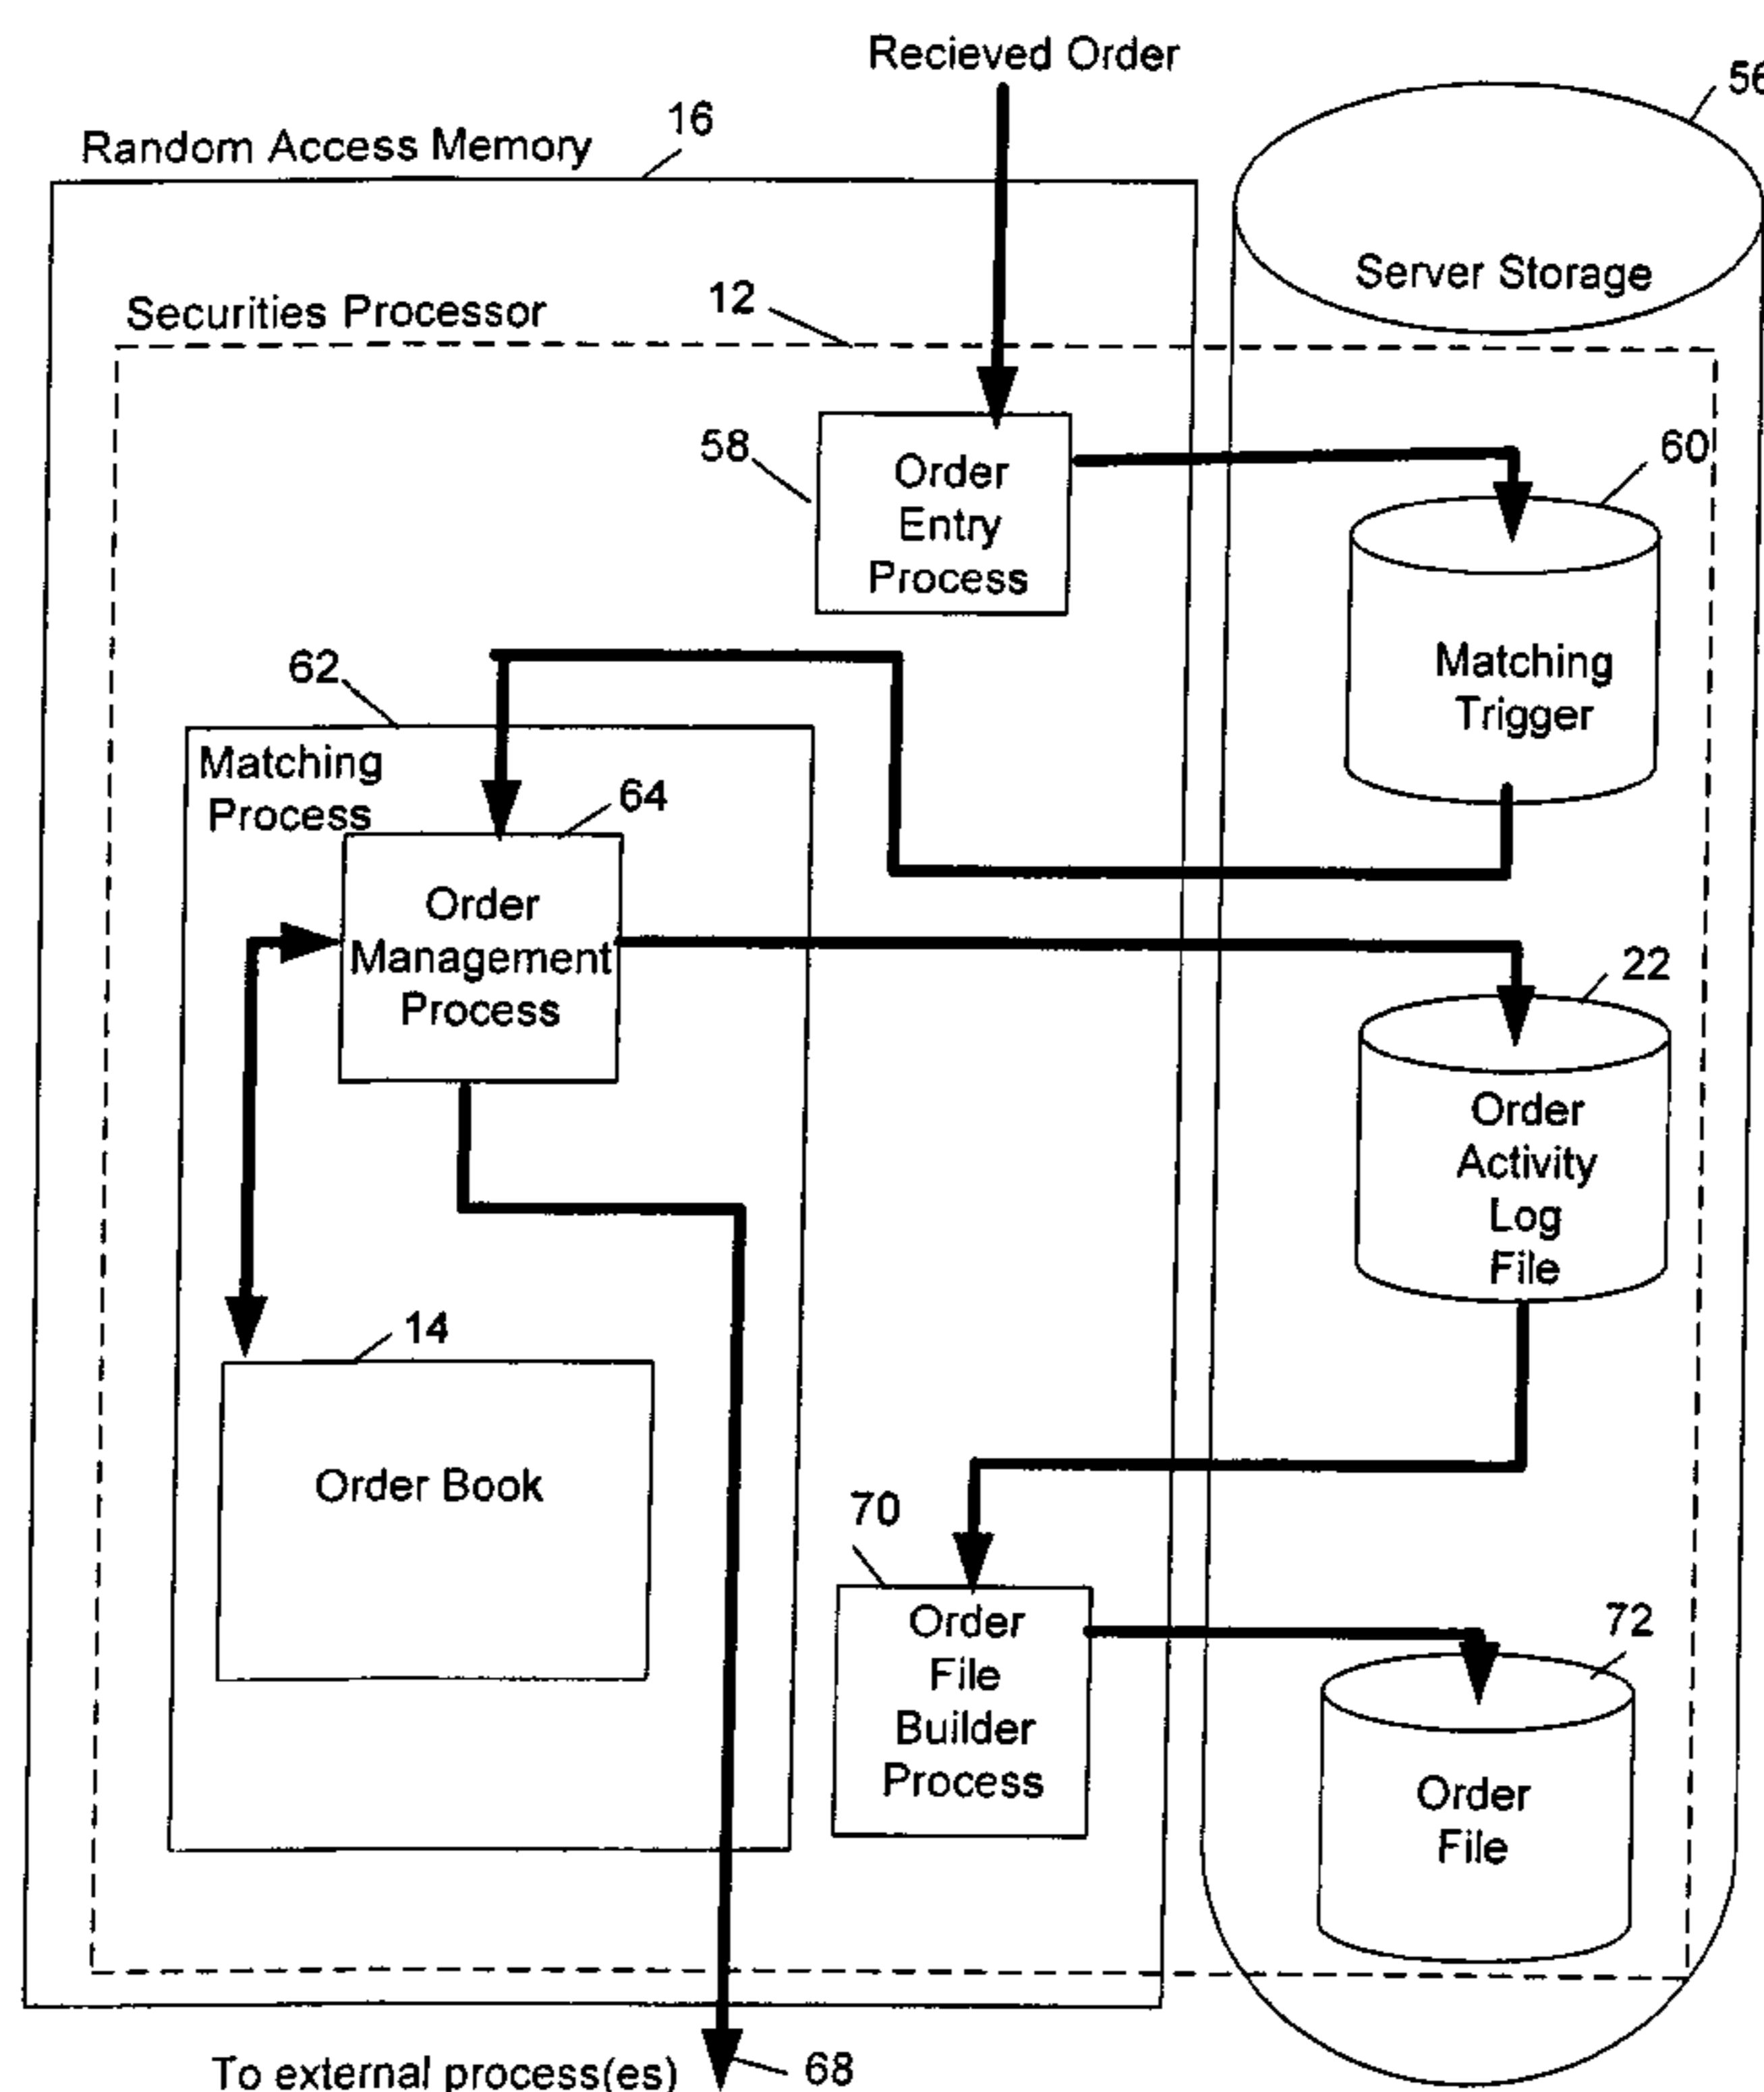 Recieved Order
56
16
Random Access Memory
Server Storage
12
Securities Processor
58
Order
Entry
Process
60
Matching
Trigger
62
Matching
Process
64
Order
Management
Process
22
Order
Activity
Log
File
14
Order Book
70
Order
File
Builder
Process
72
Order
File
To external process(es)
68